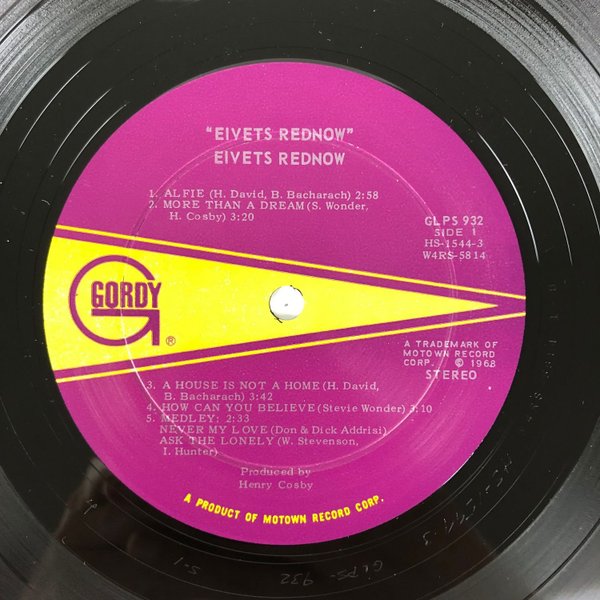 "EIVETS REDNOW"
EIVETS REDNOW
1. ALFIE (H. David, B. Bacharach) 2:58
2. MORE THAN A DREAM (S. Wonder,
H. Cosby) 3:20
GLPS 932
SIDE 1
HS-1544-3
W4RS-5814
GORDY
®
A TRADEMARK OF
MOTOWN RECORD
CORP. © 1968
STEREO
3. A HOUSE IS NOT A HOME (H. David,
B. Bacharach) 3:42
4. HOW CAN YOU BELIEVE (Stevie Wonder) 3:10
5. MEDLEY: 2:33
NEVER MY LOVE (Don & Dick Addrisi)
ASK THE LONELY (W. Stevenson,
I. Hunter)
Produced by
Henry Cosby
A PRODUCT OF MOTOWN RECORD CORP.
GLPS-932
S-1